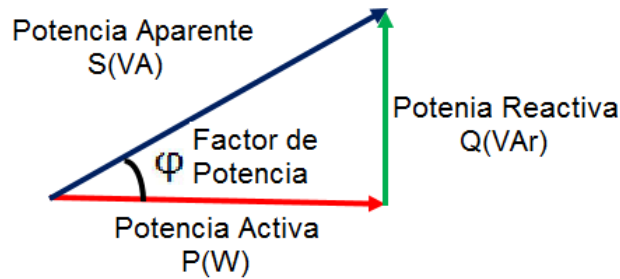 Potencia Aparente
S(VA)
Potenia Reactiva
Q(VAr)
φ Factor de
Potencia
Potencia Activa
P(W)